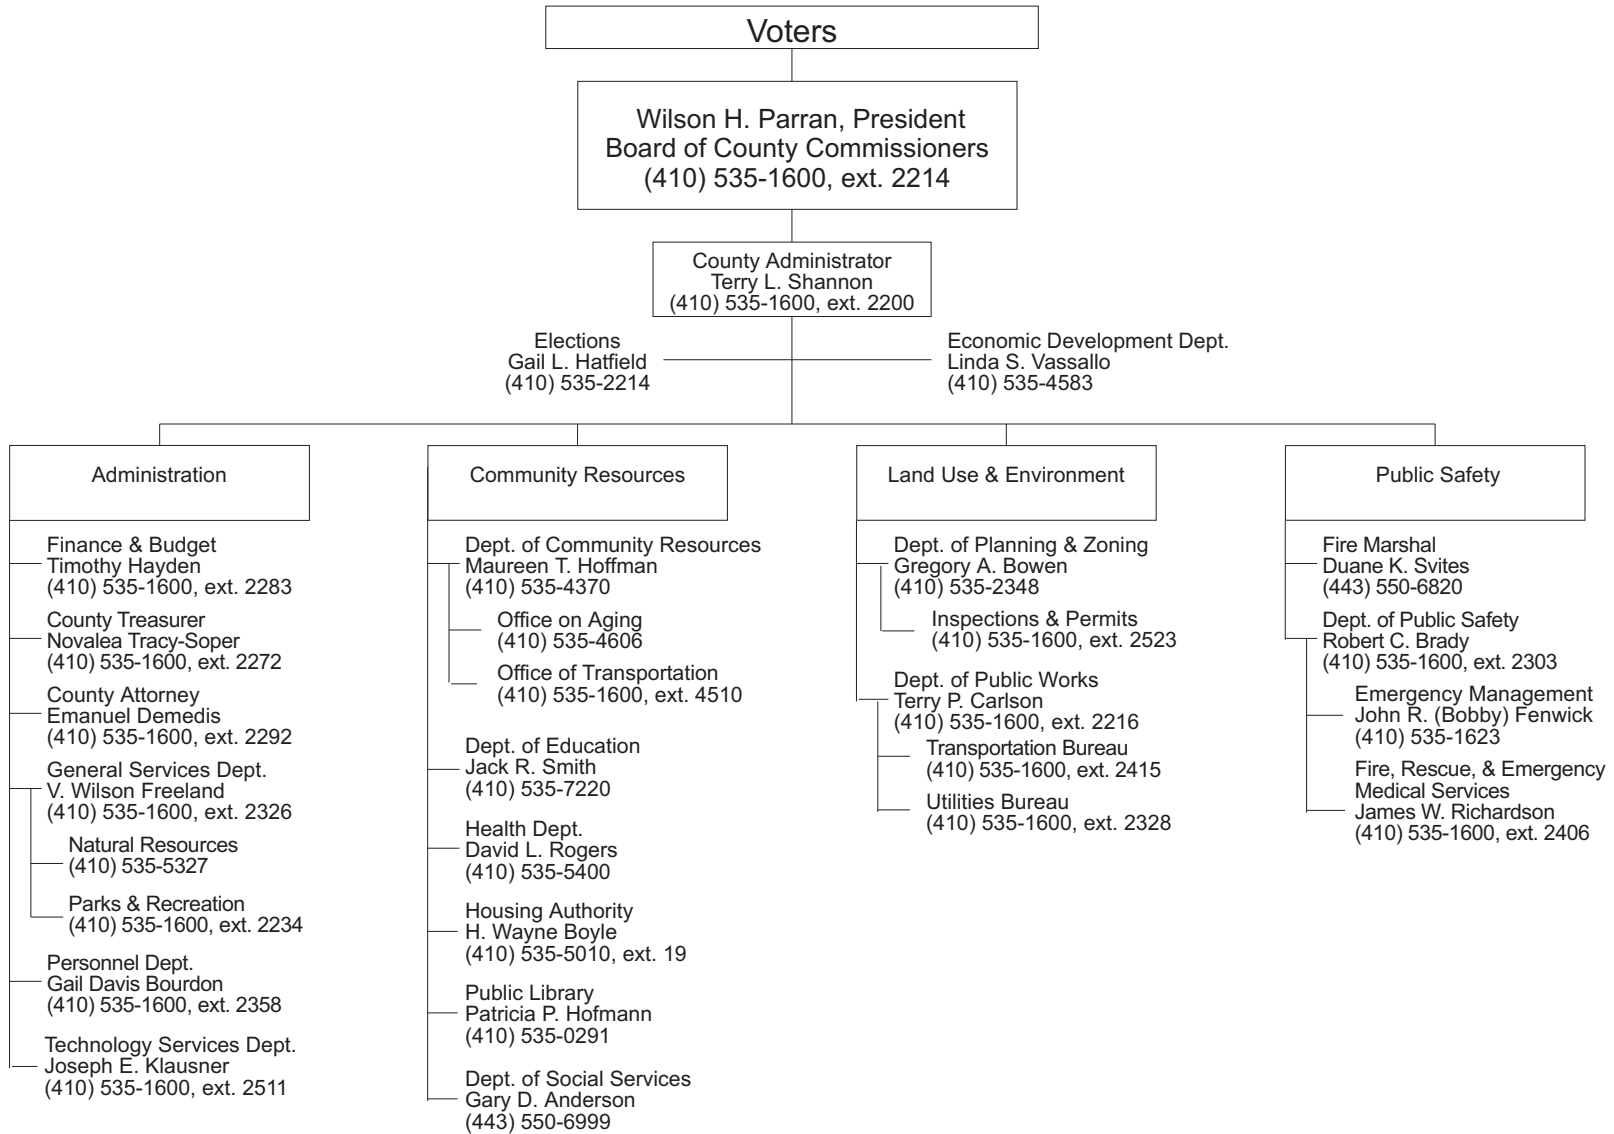 Voters
Wilson H. Parran, President
Board of County Commissioners
(410) 535-1600, ext. 2214
County Administrator
Terry L. Shannon
(410) 535-1600, ext. 2200
Elections
Gail L. Hatfield
(410) 535-2214
Economic Development Dept.
Linda S. Vassallo
(410) 535-4583
Administration
Finance & Budget
Timothy Hayden
(410) 535-1600, ext. 2283
County Treasurer
Novalea Tracy-Soper
(410) 535-1600, ext. 2272
County Attorney
Emanuel Demedis
(410) 535-1600, ext. 2292
General Services Dept.
V. Wilson Freeland
(410) 535-1600, ext. 2326
Natural Resources
(410) 535-5327
Parks & Recreation
(410) 535-1600, ext. 2234
Personnel Dept.
Gail Davis Bourdon
(410) 535-1600, ext. 2358
Technology Services Dept.
Joseph E. Klausner
(410) 535-1600, ext. 2511
Community Resources
Dept. of Community Resources
Maureen T. Hoffman
(410) 535-4370
Office on Aging
(410) 535-4606
Office of Transportation
(410) 535-1600, ext. 4510
Dept. of Education
Jack R. Smith
(410) 535-7220
Health Dept.
David L. Rogers
(410) 535-5400
Housing Authority
H. Wayne Boyle
(410) 535-5010, ext. 19
Public Library
Patricia P. Hofmann
(410) 535-0291
Dept. of Social Services
Gary D. Anderson
(443) 550-6999
Land Use & Environment
Dept. of Planning & Zoning
Gregory A. Bowen
(410) 535-2348
Inspections & Permits
(410) 535-1600, ext. 2523
Dept. of Public Works
Terry P. Carlson
(410) 535-1600, ext. 2216
Transportation Bureau
(410) 535-1600, ext. 2415
Utilities Bureau
(410) 535-1600, ext. 2328
Public Safety
Fire Marshal
Duane K. Svites
(443) 550-6820
Dept. of Public Safety
Robert C. Brady
(410) 535-1600, ext. 2303
Emergency Management
John R. (Bobby) Fenwick
(410) 535-1623
Fire, Rescue, & Emergency
Medical Services
James W. Richardson
(410) 535-1600, ext. 2406